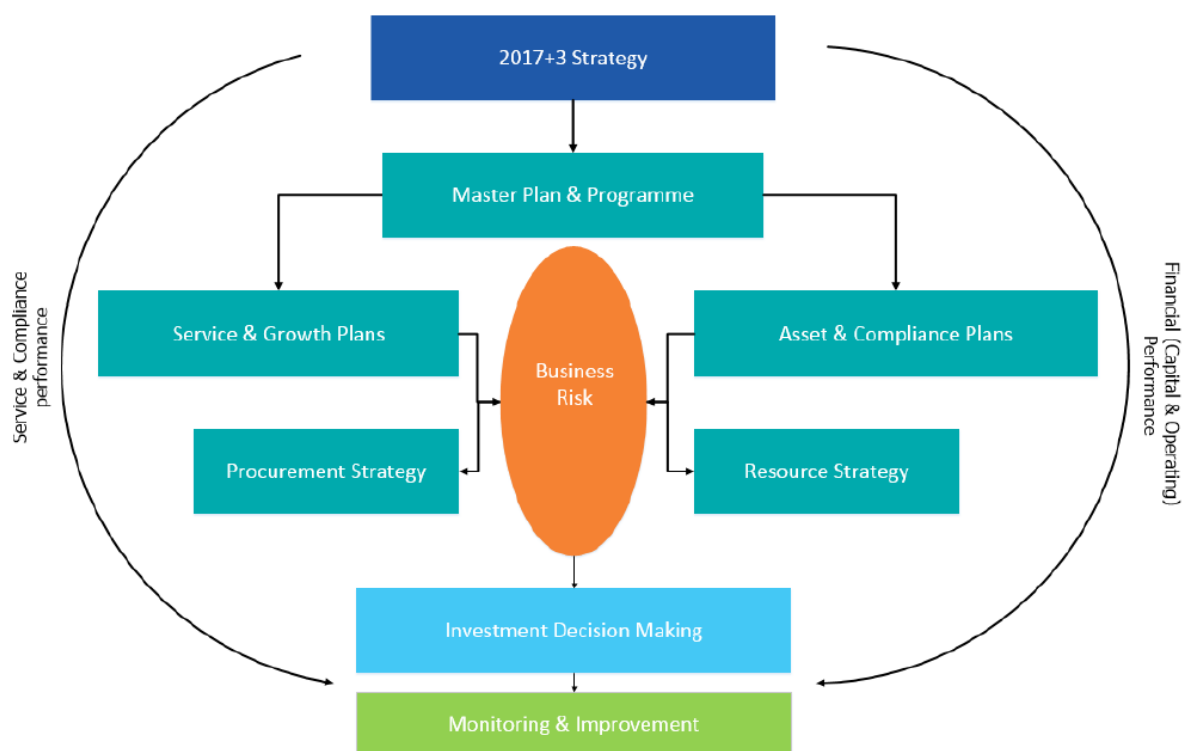 2017+3 Strategy
Master Plan & Programme
Service & Growth Plans
Asset & Compliance Plans
Business
Risk
Procurement Strategy
Resource Strategy
Investment Decision Making
Monitoring & Improvement
Service & Compliance
performance
Financial (Capital & Operating)
Performance